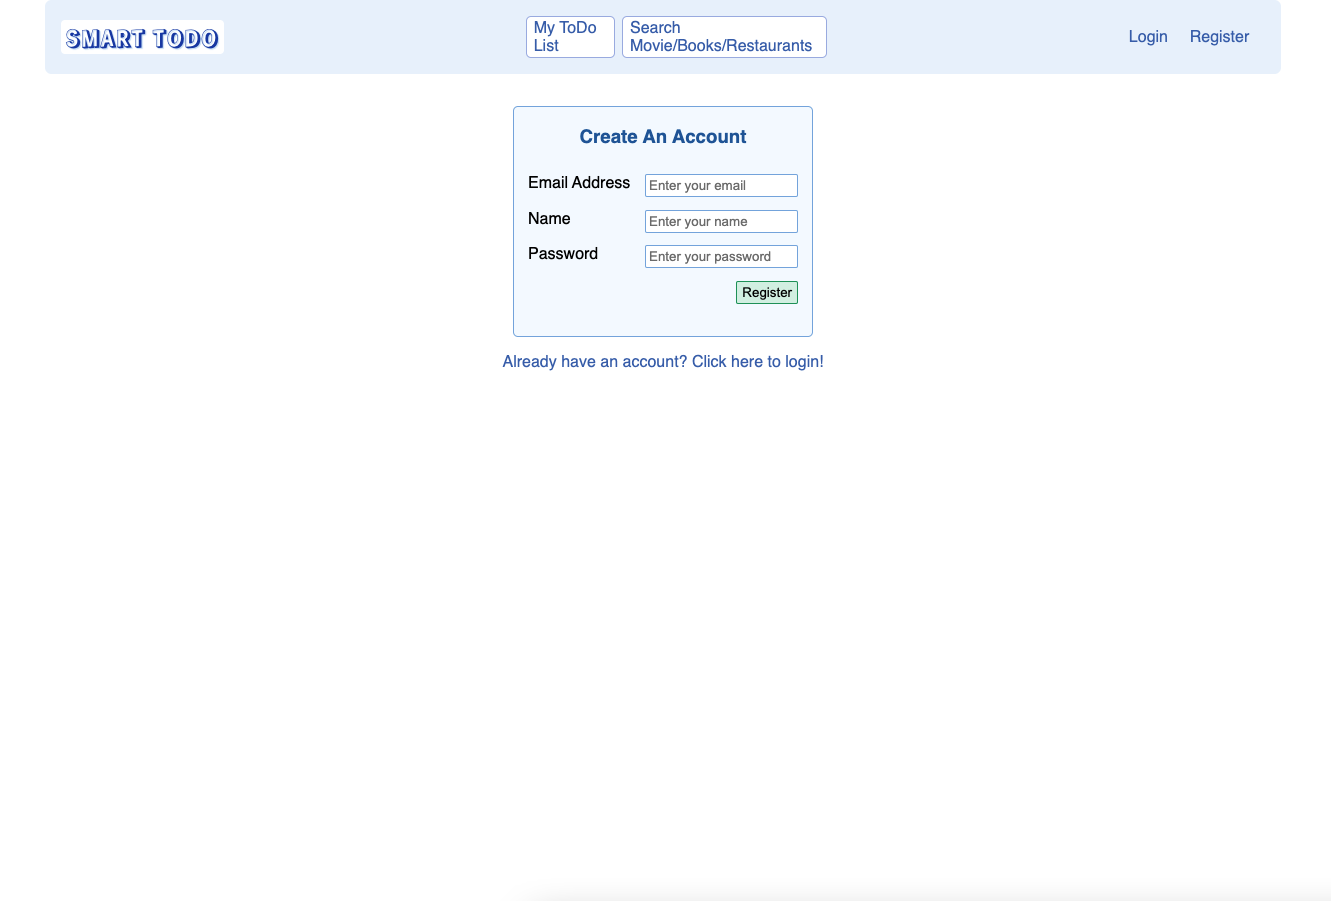 SMART TODO
My ToDo
List
Search
Movie/Books/Restaurants
Login
Register
Create An Account
Email Address
Enter your email
Name
Enter your name
Password
Enter your password
Register
Already have an account? Click here to login!